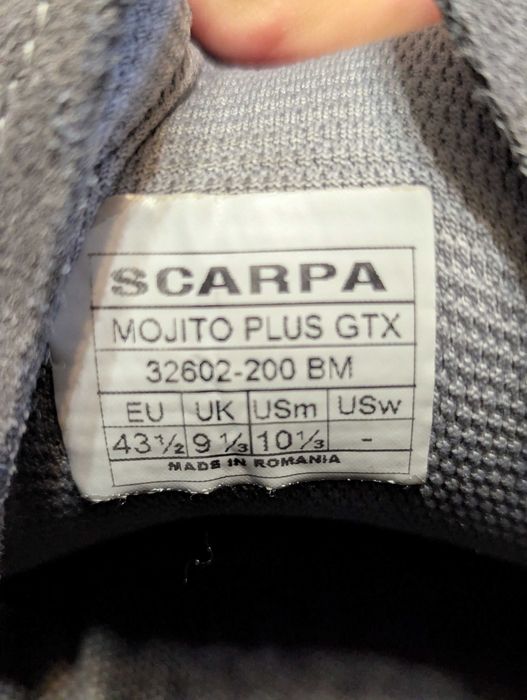 SCARPA
MOJITO PLUS GTX
32602-200 BM
EU UK USm USw
43½ 9⅓ 10⅓ -
MADE IN ROMANIA